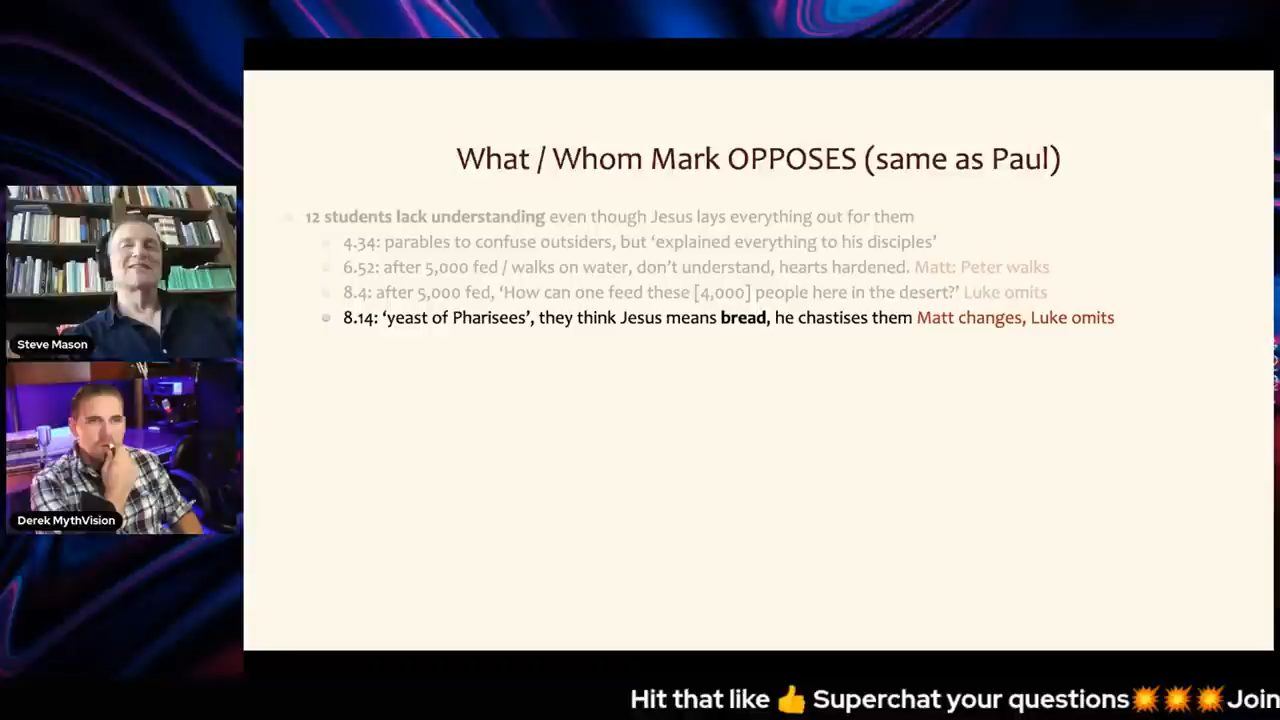 What / Whom Mark OPPOSES (same as Paul)
12 students lack understanding even though Jesus lays everything out for them
4.34: parables to confuse outsiders, but ‘explained everything to his disciples’
6.52: after 5,000 fed / walks on water, don’t understand, hearts hardened. Matt: Peter walks
8.4: after 5,000 fed, ‘How can one feed these [4,000] people here in the desert?’ Luke omits
8.14: ‘yeast of Pharisees’, they think Jesus means bread, he chastises them Matt changes, Luke omits
Steve Mason
Derek MythVision
Hit that like 👍 Superchat your questions💥💥💥Join